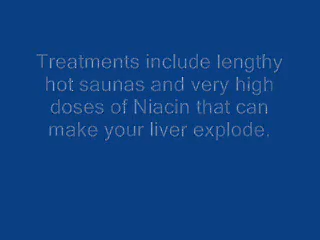 Treatments include lengthy
hot saunas and very high
doses of Niacin that can
make your liver explode.